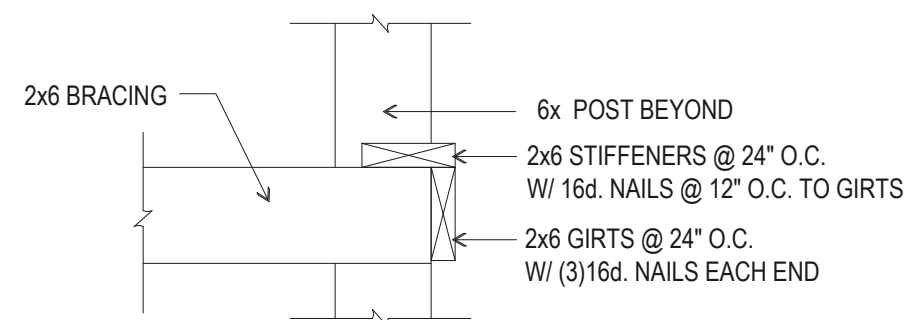 2x6 BRACING
6x POST BEYOND
2x6 STIFFENERS @ 24" O.C.
W/ 16d. NAILS @ 12" O.C. TO GIRTS
2x6 GIRTS @ 24" O.C.
W/ (3)16d. NAILS EACH END